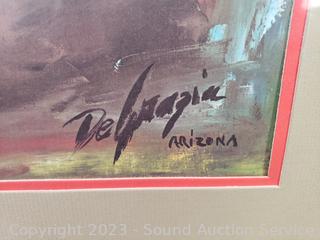 DeGrazia
ARIZONA
Copyright 2023 - Sound Auction Service